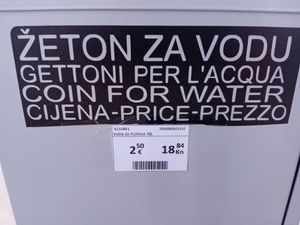 ŽETON ZA VODU
GETTONI PER L'ACQUA
COIN FOR WATER
CIJENA-PRICE-PREZZO
VODA ZA PLOVILA 70L
2 50 € 18 84 Kn